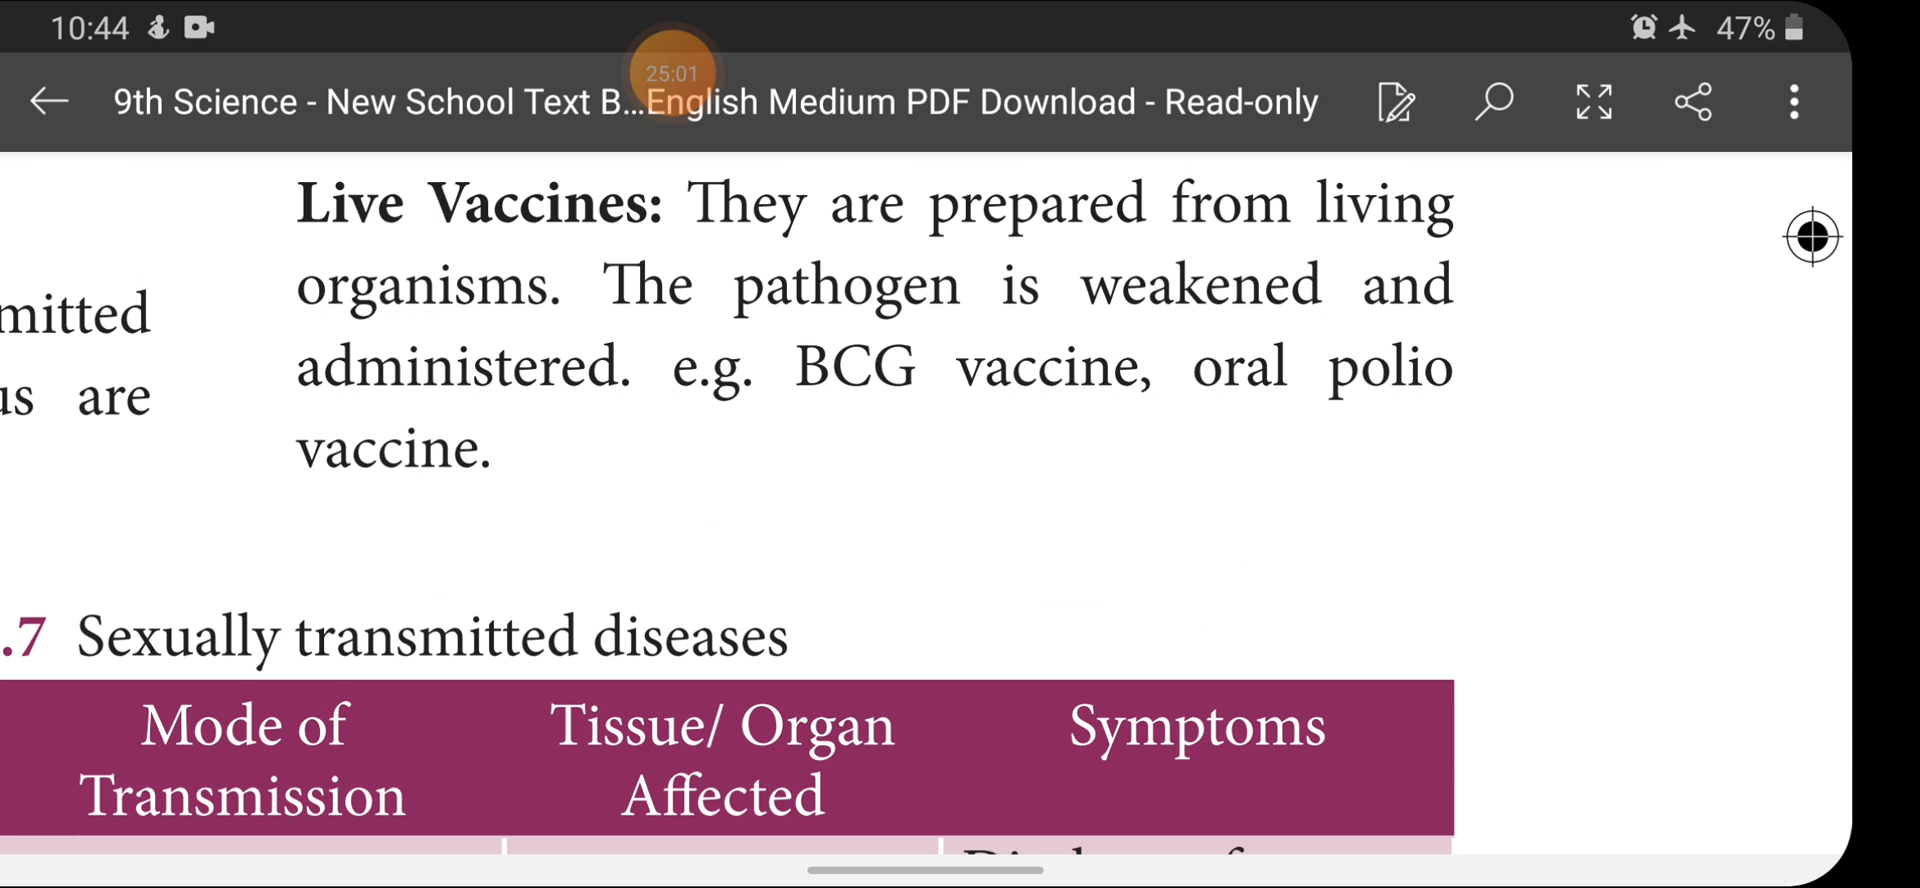 10:44
47%
25:01
9th Science - New School Text B...English Medium PDF Download - Read-only
mitted
us are
Live Vaccines: They are prepared from living
organisms. The pathogen is weakened and
administered. e.g. BCG vaccine, oral polio
vaccine.
.7 Sexually transmitted diseases
Mode of
Transmission
Tissue/ Organ
Affected
Symptoms